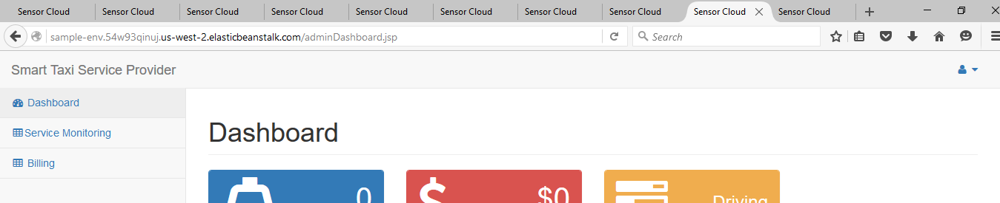 Sensor Cloud Sensor Cloud Sensor Cloud Sensor Cloud Sensor Cloud Sensor Cloud Sensor Cloud Sensor Cloud Sensor Cloud Sensor Cloud
sample-env.54w93qinuj.us-west-2.elasticbeanstalk.com/adminDashboard.jsp Search
Smart Taxi Service Provider
Dashboard
Service Monitoring
Billing
Dashboard
0 $0 Driving